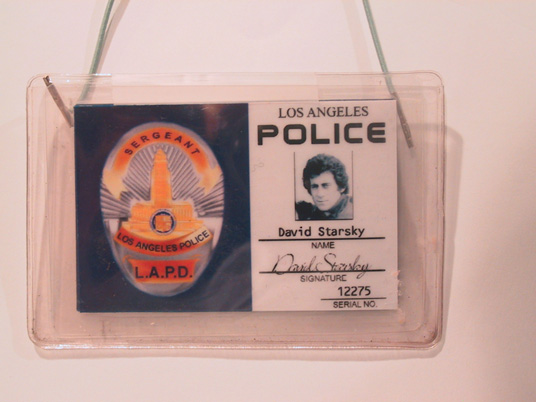 SERGEANT
LOS ANGELES POLICE
L.A.P.D.
LOS ANGELES
POLICE
David Starsky
NAME
David Starsky
SIGNATURE
12275
SERIAL NO.